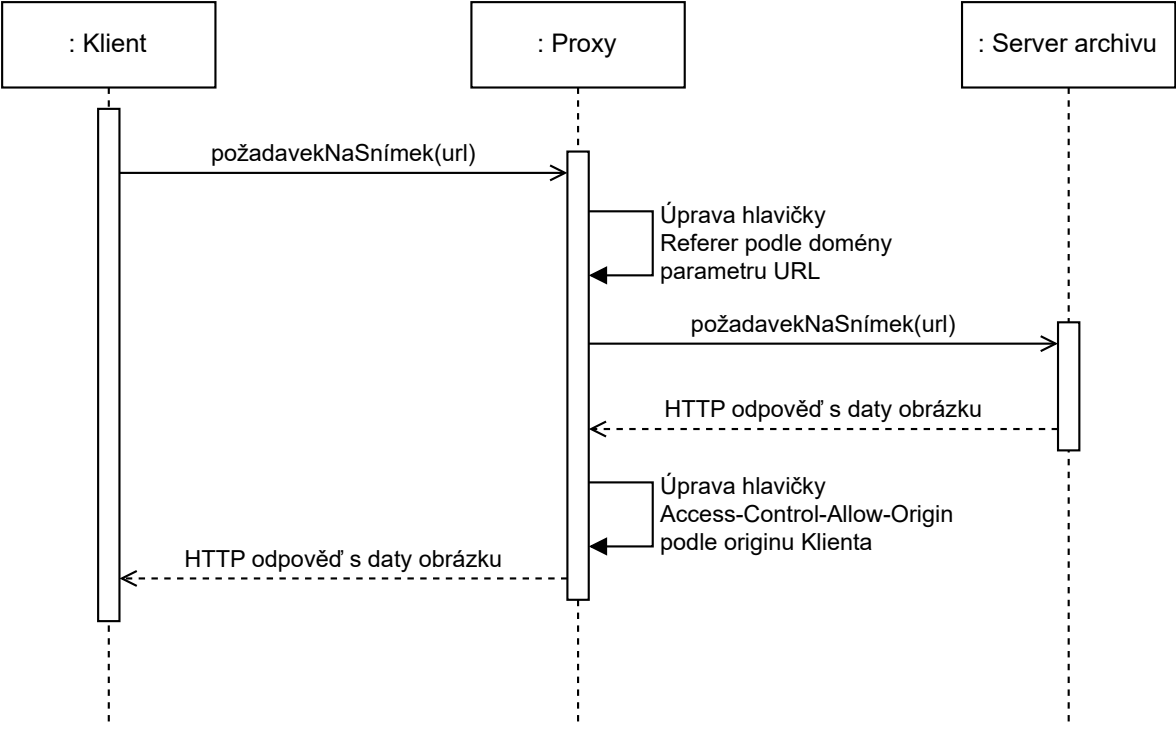 : Klient
: Proxy
: Server archivu
požadavekNaSnímek(url)
Úprava hlavičky
Referer podle domény
parametru URL
požadavekNaSnímek(url)
HTTP odpověď s daty obrázku
Úprava hlavičky
Access-Control-Allow-Origin
podle originu Klienta
HTTP odpověď s daty obrázku